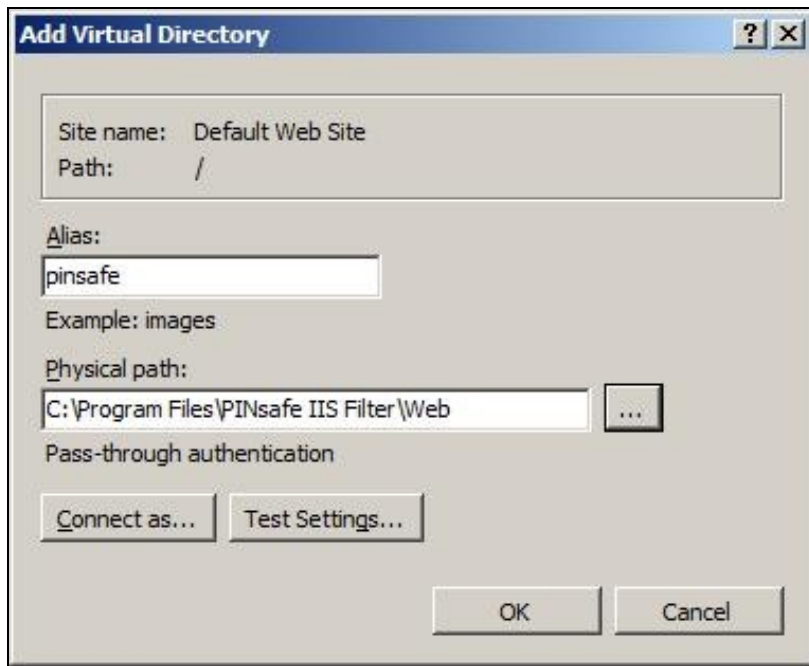 Add Virtual Directory
Site name: Default Web Site
Path: /
Alias:
pinsafe
Example: images
Physical path:
C:\Program Files\PINsafe IIS Filter\Web
...
Pass-through authentication
Connect as... Test Settings...
OK Cancel